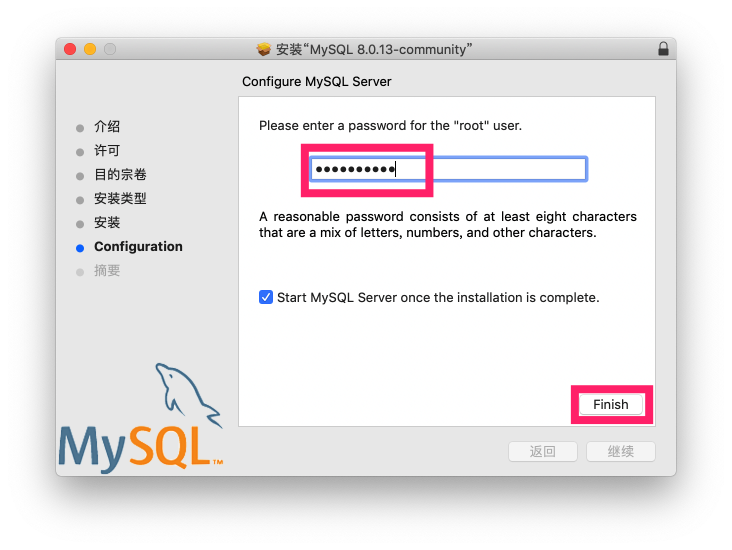 安装“MySQL 8.0.13-community”
Configure MySQL Server
介绍
许可
目的宗卷
安装类型
安装
Configuration
摘要
Please enter a password for the "root" user.
••••••••••
A reasonable password consists of at least eight characters
that are a mix of letters, numbers, and other characters.
Start MySQL Server once the installation is complete.
Finish
MySQL™
返回
继续